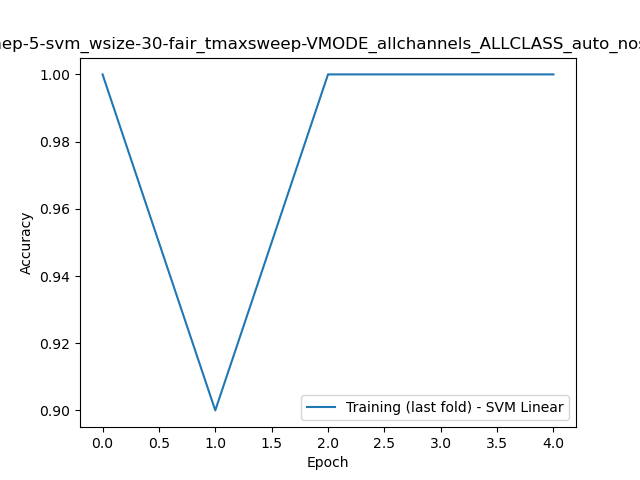 nep-5-svm_wsize-30-fair_tmaxsweep-VMODE_allchannels_ALLCLASS_auto_nos
1.00
0.98
0.96
0.94
0.92
0.90
Accuracy
Training (last fold) - SVM Linear
0.0 0.5 1.0 1.5 2.0 2.5 3.0 3.5 4.0
Epoch